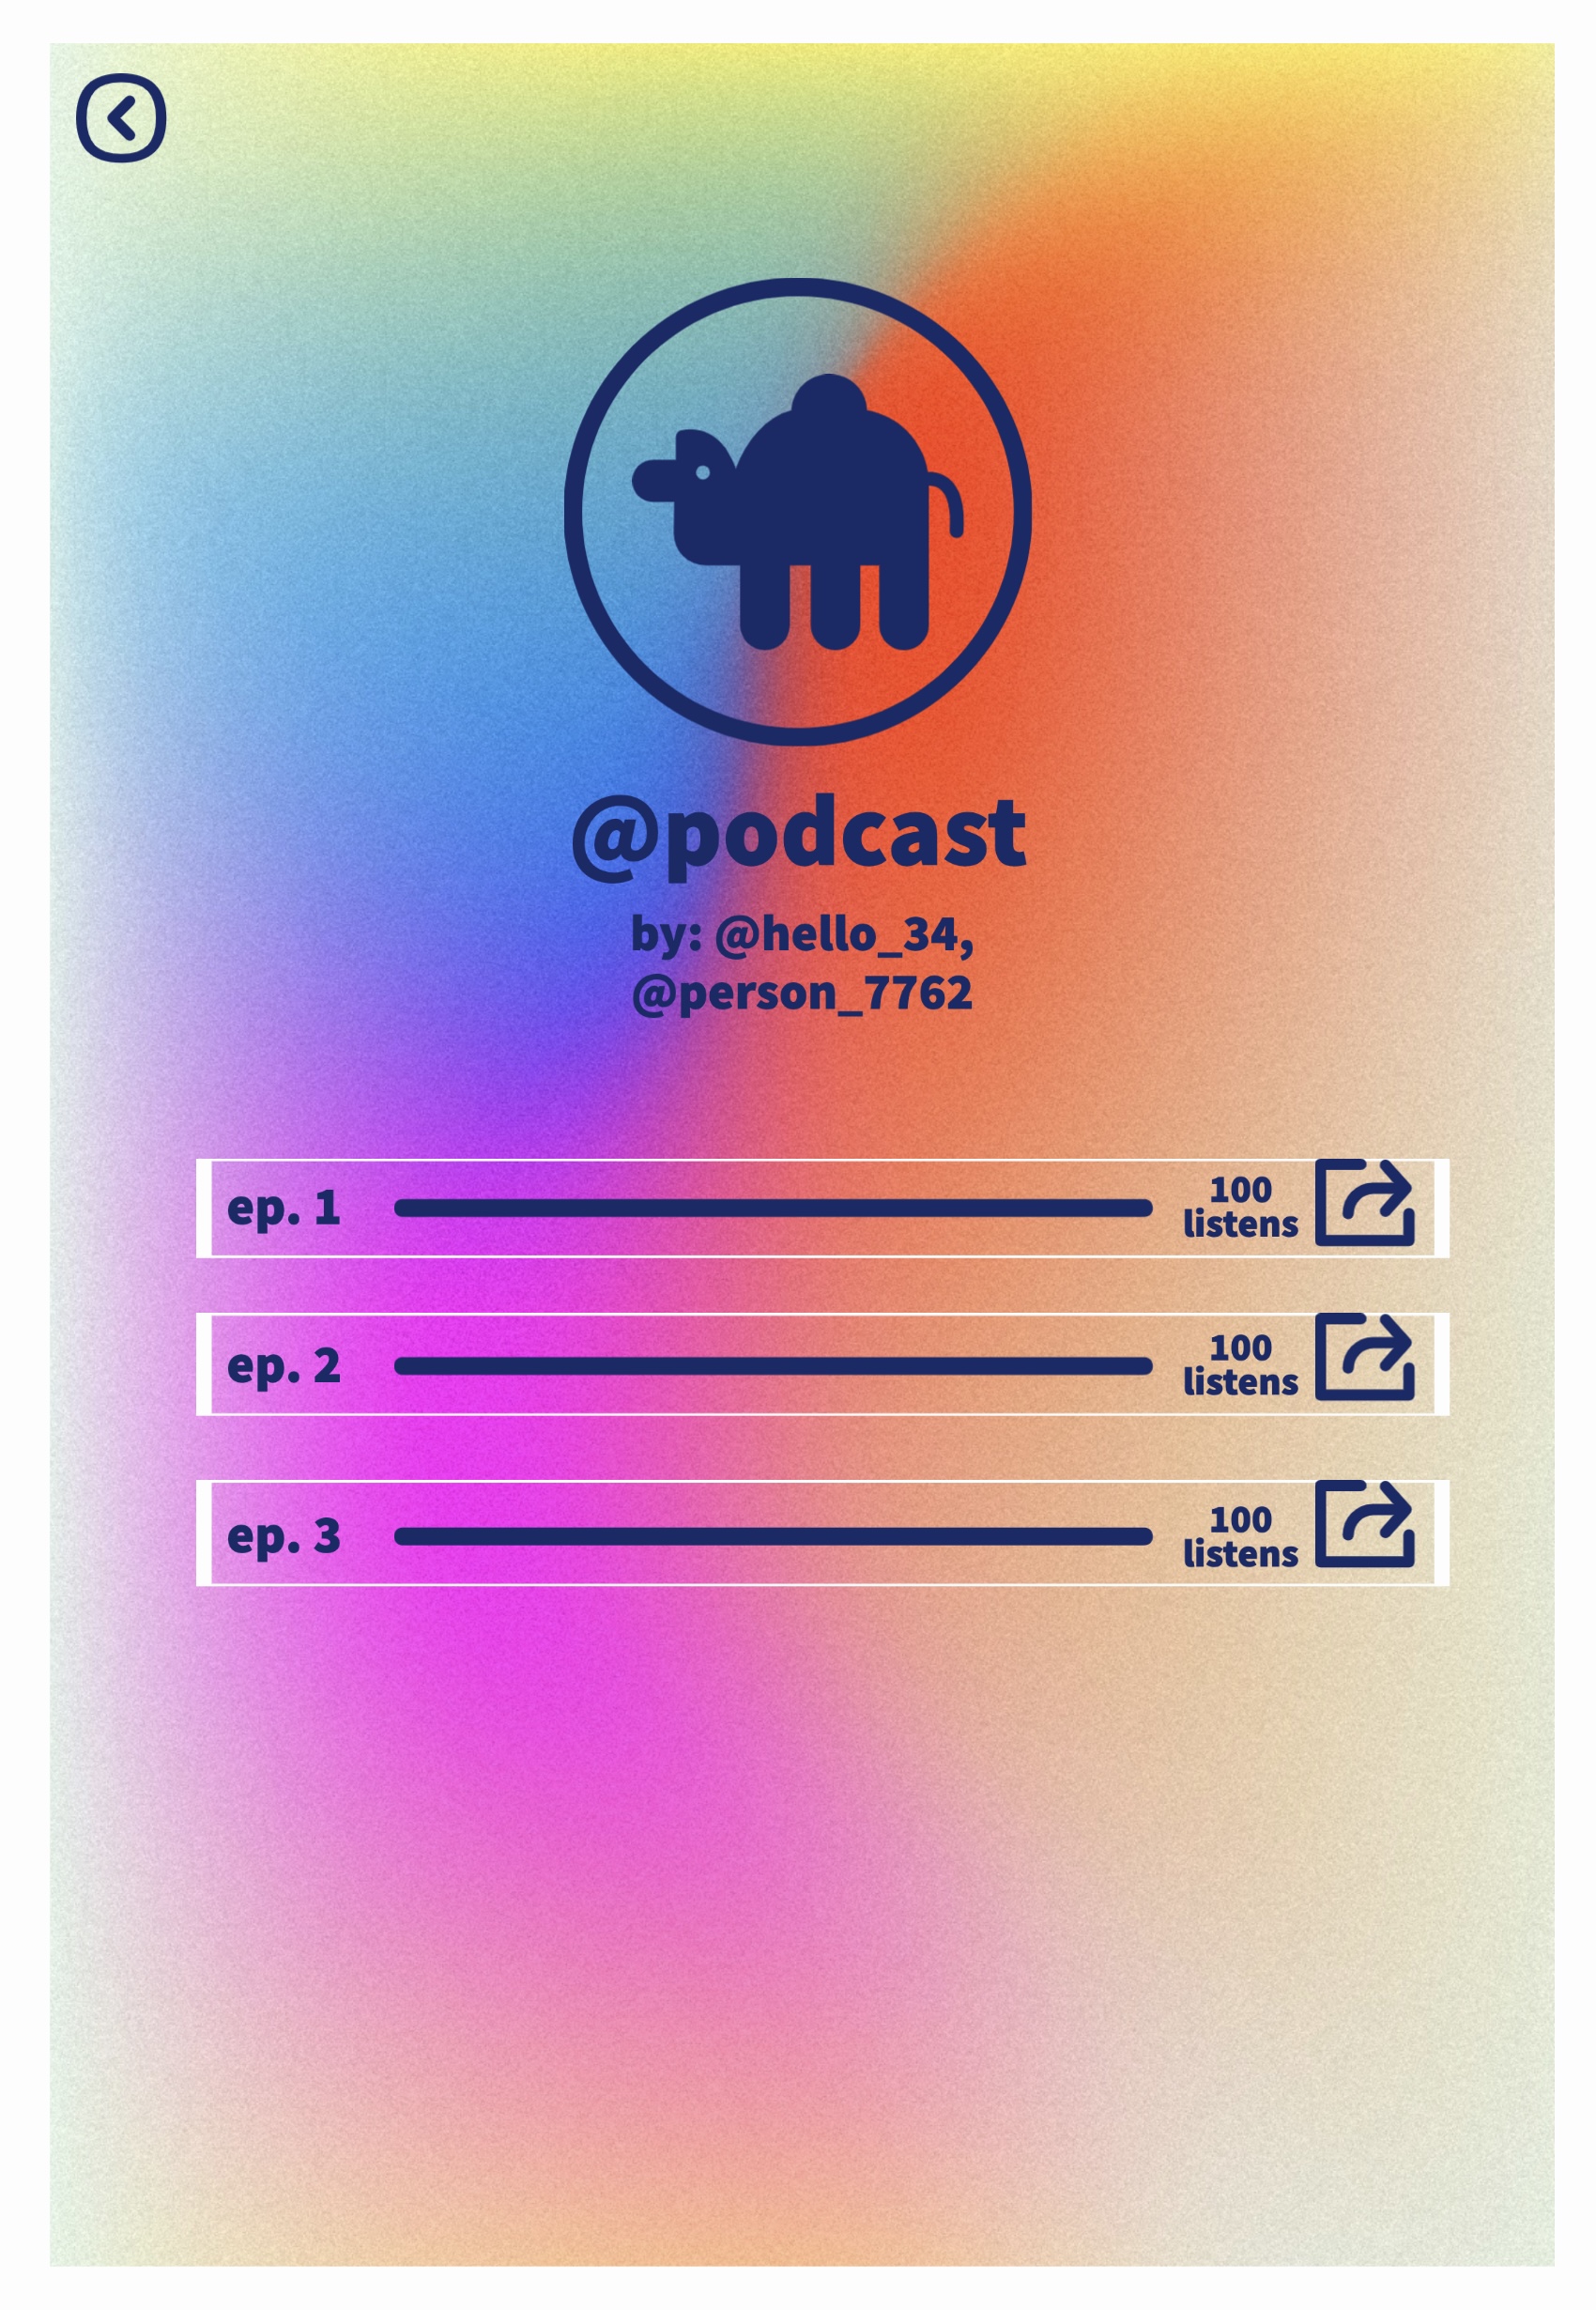 @podcast
by: @hello_34,
@person_7762
ep. 1
100
listens
ep. 2
100
listens
ep. 3
100
listens